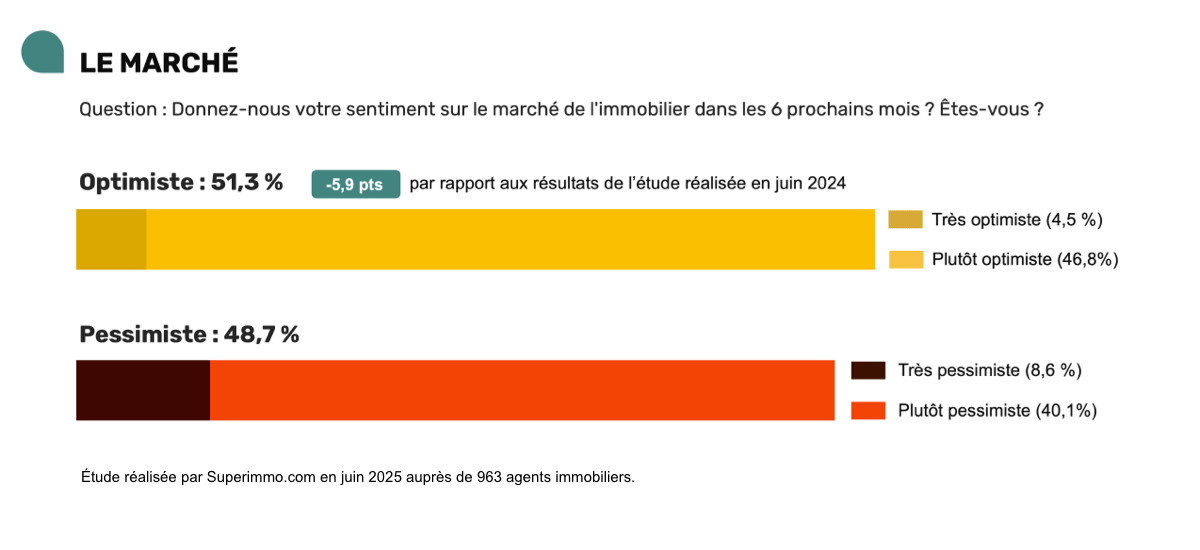 LE MARCHÉ
Question : Donnez-nous votre sentiment sur le marché de l'immobilier dans les 6 prochains mois ? Êtes-vous ?
Optimiste : 51,3 % -5,9 pts par rapport aux résultats de l’étude réalisée en juin 2024
Très optimiste (4,5 %)
Plutôt optimiste (46,8%)
Pessimiste : 48,7 %
Très pessimiste (8,6 %)
Plutôt pessimiste (40,1%)
Étude réalisée par Superimmo.com en juin 2025 auprès de 963 agents immobiliers.